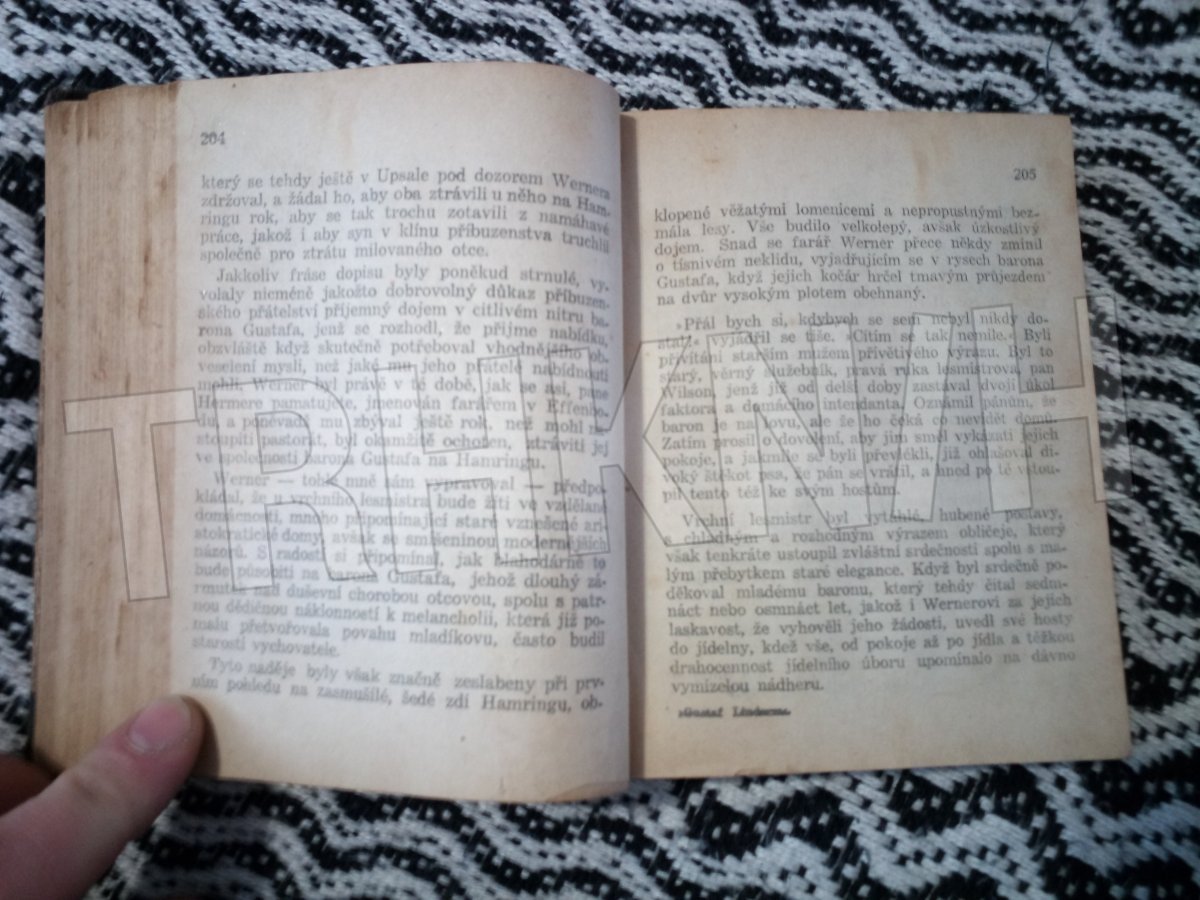 204
který se tehdy ještě v Upsale pod dozorem Wernera
zdržoval, a žádal ho, aby oba ztrávili u něho na Ham-
ringu rok, aby se tak trochu zotavili z namáhavé
práce, jakož i aby syn v klínu příbuzenstva truchlil
společně pro ztrátu milovaného otce.
Jakkoliv fráse dopisu byly poněkud strnulé, vy-
volaly nicméně jakožto dobrovolný důkaz příbuzen-
ského přátelství příjemný dojem v citlivém nitru ba-
rona Gustafa, jenž se rozhodl, že přijme nabídku,
obzvláště když skutečně potřeboval vhodnějšího ob-
veselení mysli, než jaké mu jeho přátelé nabídnouti
mohli. Werner byl právě v té době, jak se asi, pane
Hermere pamatujete, jmenován farářem v Effenbo-
du, a poněvadž mu zbýval ještě rok, než mohl na-
stoupiti pastorát, byl okamžitě ochoten, ztráviti jej
ve společnosti barona Gustafa na Hamringu.
Werner — tohle mně sám vypravoval — předpo-
kládal, že u vrchního lesmistra bude žíti ve vzdělané
domácnosti, mnoho připomínající staré vznešené ari-
stokratické domy, avšak se smíšeninou modernějších
názorů. S radostí si připomínal, jak blahodárně to
bude působiti na barona Gustafa, jehož dlouhý zá-
rmutek nad duševní chorobou otcovou, spolu s patr-
nou dědičnou náklonností k melancholii, která již po-
malu přetvořovala povahu mladíkovu, často budil
starosti vychovatele.
Tyto naděje byly však značně zeslabeny při prv-
ním pohledu na zasmušilé, šedé zdi Hamringu, ob-
205
klopené věžatými lomenicemi a nepropustnými bez-
mála lesy. Vše budilo velkolepý, avšak úzkostlivý
dojem. Snad se farář Werner přece někdy zmínil
o tísnivém neklidu, vyjadřujícím se v rysech barona
Gustafa, když jejich kočár hrčel tmavým průjezdem
na dvůr vysokým plotem obehnaný.
»Přál bych si, kdybych se sem nebyl nikdy do-
stal,« vyjádřil se tiše. »Cítím se tak nemile.« Byli
přivítáni starším mužem přívětivého výrazu. Byl to
starý, věrný služebník, pravá ruka lesmistrova, pan
Wilson, jenž již od delší doby zastával dvojí úkol
faktora a domácího intendanta. Oznámil pánům, že
baron je na lovu, ale že ho čeká co nevidět domů.
Zatím prosil o dovolení, aby jim směl vykázati jejich
pokoje, a jakmile se byli převlékli, již ohlašoval di-
voký štěkot psa, že pán se vrátil, a hned po té vstou-
pil tento též ke svým hostům.
Vrchní lesmistr byl vytáhlé, hubené postavy,
s chladným a rozhodným výrazem obličeje, který
však tenkráte ustoupil zvláštní srdečnosti spolu s ma-
lým přebytkem staré elegance. Když byl srdečně po-
děkoval mladému baronu, který tehdy čítal sedm-
náct nebo osmnáct let, jakož i Wernerovi za jejich
laskavost, že vyhověli jeho žádosti, uvedl své hosty
do jídelny, kdež vše, od pokoje až po jídla a těžkou
drahocennost jídelního úboru upomínalo na dávno
vymizelou nádheru.
»Gustaf Lindorm«
TRHKNIH